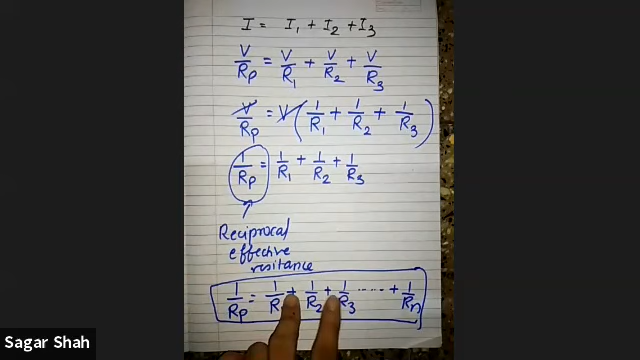 I = I₁ + I₂ + I₃
V/Rp = V/R₁ + V/R₂ + V/R₃
V/Rp = V(1/R₁ + 1/R₂ + 1/R₃)
1/Rp = 1/R₁ + 1/R₂ + 1/R₃
Reciprocal
effective
resitance
1/Rp = 1/R₁ + 1/R₂ + 1/R₃ ..... + 1/Rn
Sagar Shah